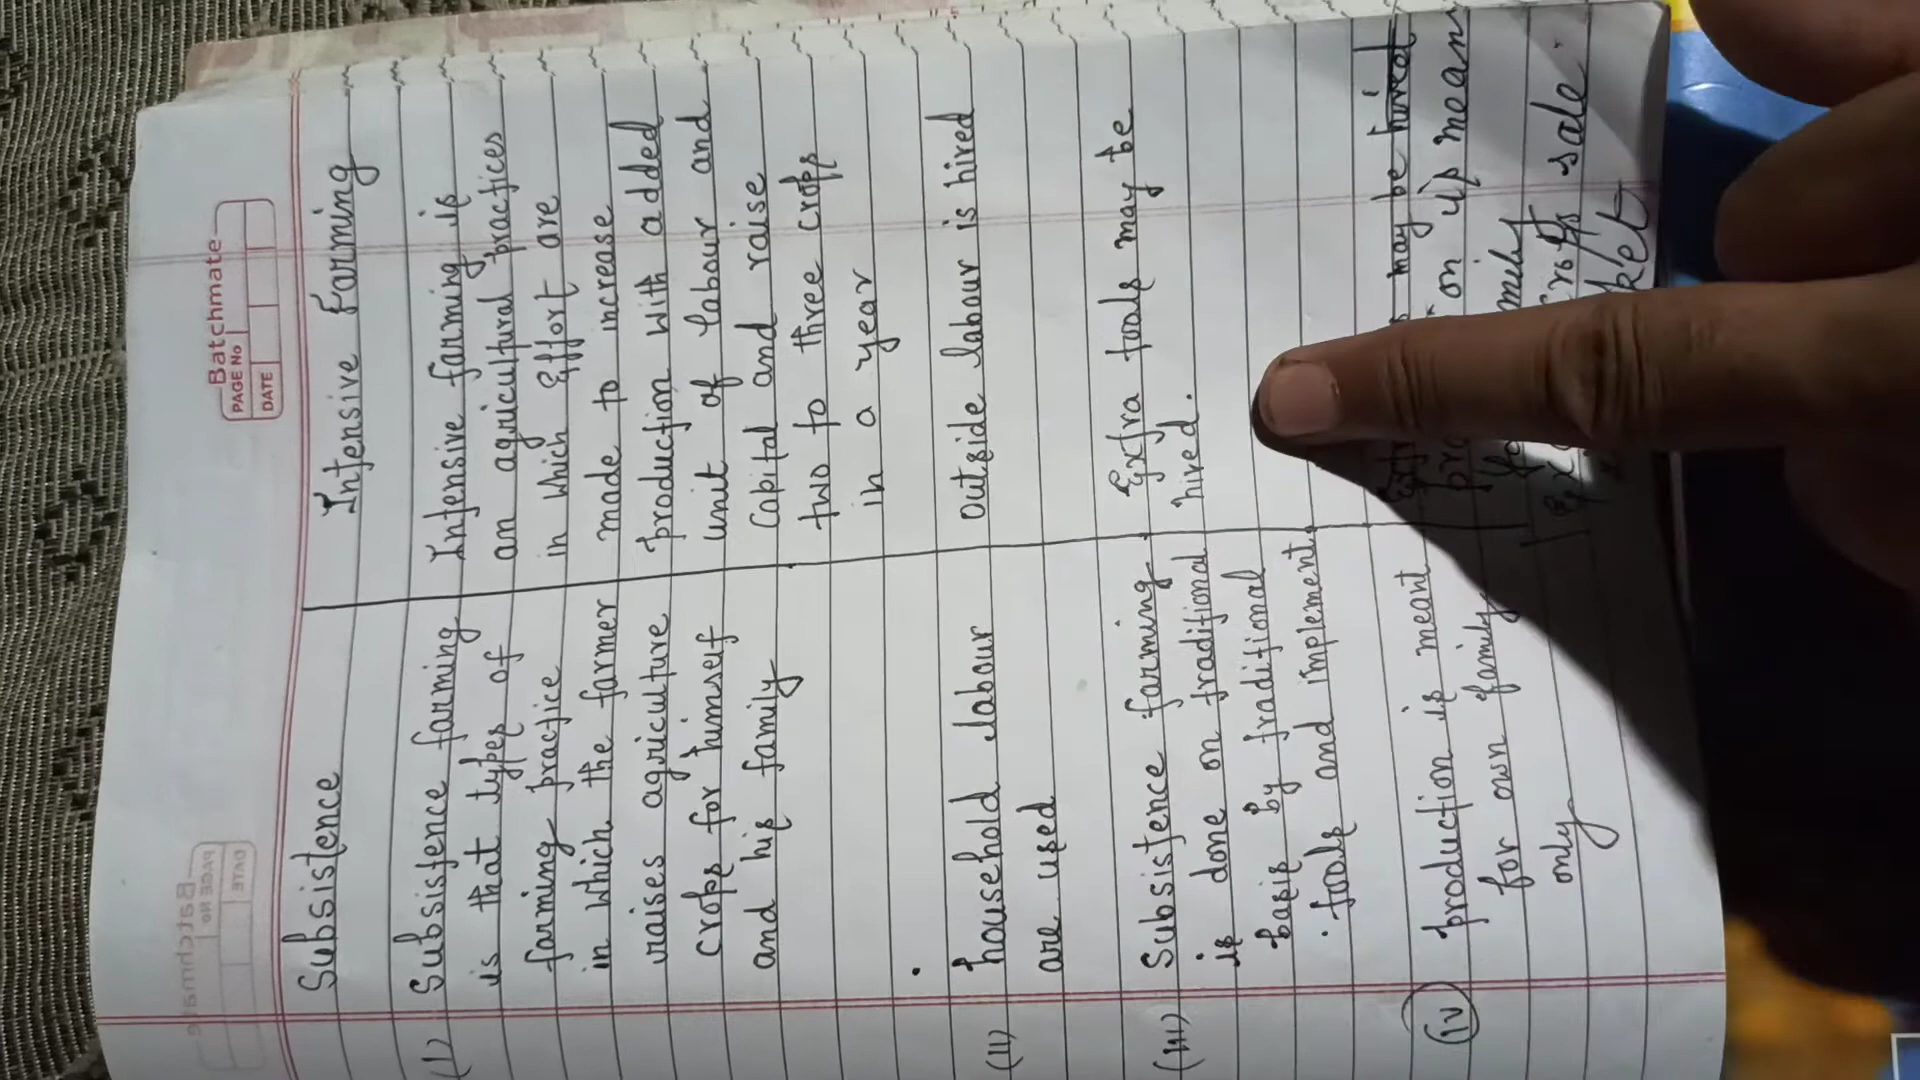 Batchmate
PAGE No
DATE
Subsistence
Intensive Farming
(I) Subsistence farming
is that types of
farming practice
in which the farmer
raises agriculture
crops for himself
and his family
Intensive farming is
an agricultural practices
in which Effort are
made to increase
production with added
unit of labour and
capital and raise
two to three crops
in a year
(II) household labour
are used
outside labour is hired
(III) Subsistence farming
is done on traditional
basis by traditional
tools and implement
Extra tools may be
hired.
(IV) production is meant
for own family
only
may be hired
on is mean
sale